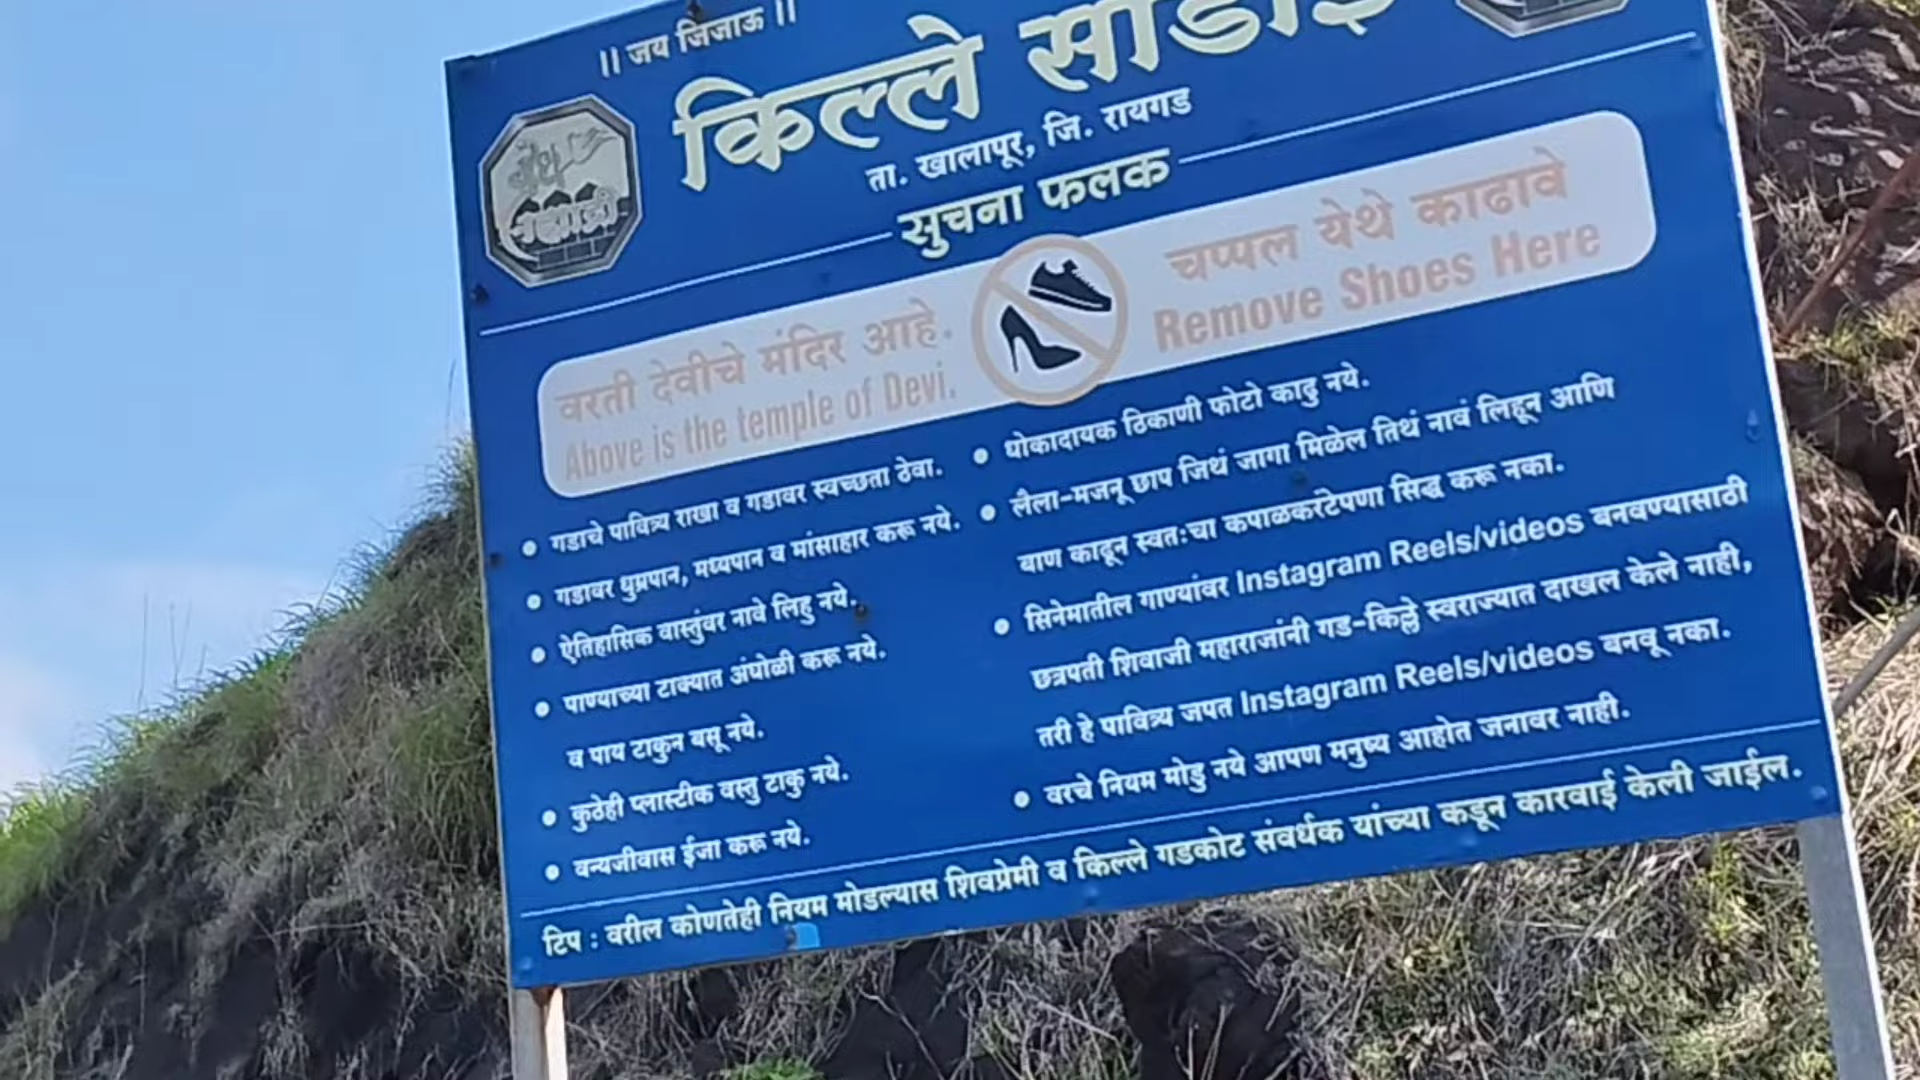 || जय जिजाऊ ||
किल्ले
ता. खालापूर, जि. रायगड
सुचना फलक
वरती देवीचे मंदिर आहे.
Above is the temple of Devi.
चप्पल येथे काढावे
Remove Shoes Here
गडाचे पावित्र्य राखा व गडावर स्वच्छता ठेवा.
गडावर धुम्रपान, मध्यपान व मांसाहार करू नये.
ऐतिहासिक वास्तुंवर नावे लिहु नये.
पाण्याच्या टाक्यात अंघोळी करू नये.
व पाय टाकुन बसू नये.
कुठेही प्लास्टीक वस्तु टाकु नये.
वन्यजीवास ईजा करू नये.
धोकादायक ठिकाणी फोटो काढु नये.
लैला-मजनू छाप जिथं जागा मिळेल तिथं नावं लिहून आणि
बाण काढून स्वतःचा कपाळकरंटेपणा सिद्ध करू नका.
सिनेमातील गाण्यांवर Instagram Reels/videos बनवण्यासाठी
छत्रपती शिवाजी महाराजांनी गड-किल्ले स्वराज्यात दाखल केले नाही,
तरी हे पावित्र्य जपत Instagram Reels/videos बनवू नका.
वरचे नियम मोडु नये आपण मनुष्य आहोत जनावर नाही.
टिप : वरील कोणतेही नियम मोडल्यास शिवप्रेमी व किल्ले गडकोट संवर्धक यांच्या कडून कारवाई केली जाईल.